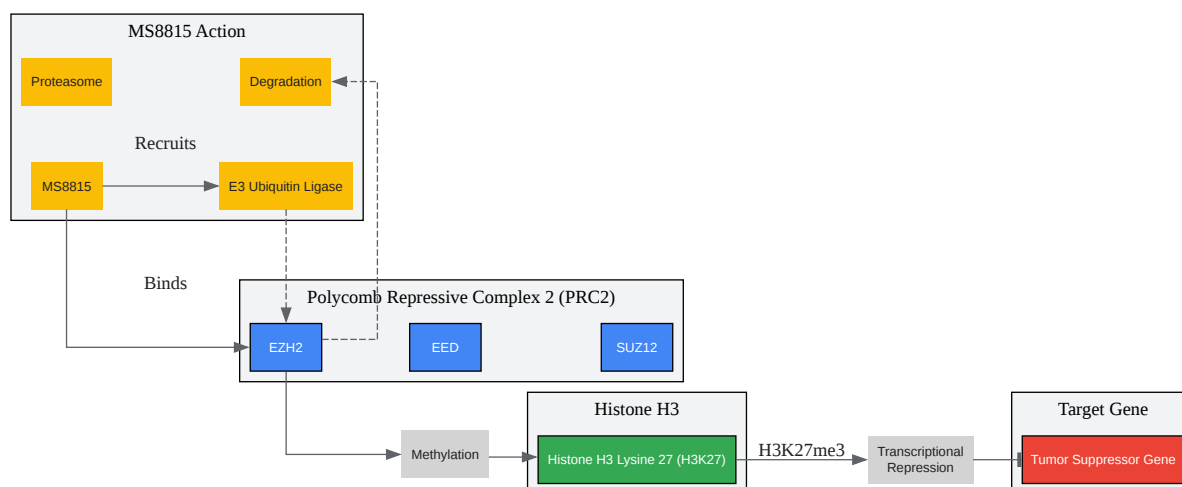 MS8815 Action
Proteasome
Degradation
Recruits
MS8815
E3 Ubiquitin Ligase
Binds
Polycomb Repressive Complex 2 (PRC2)
EZH2
EED
SUZ12
Histone H3
Target Gene
Methylation
Histone H3 Lysine 27 (H3K27)
H3K27me3
Transcriptional
Repression
Tumor Suppressor Gene